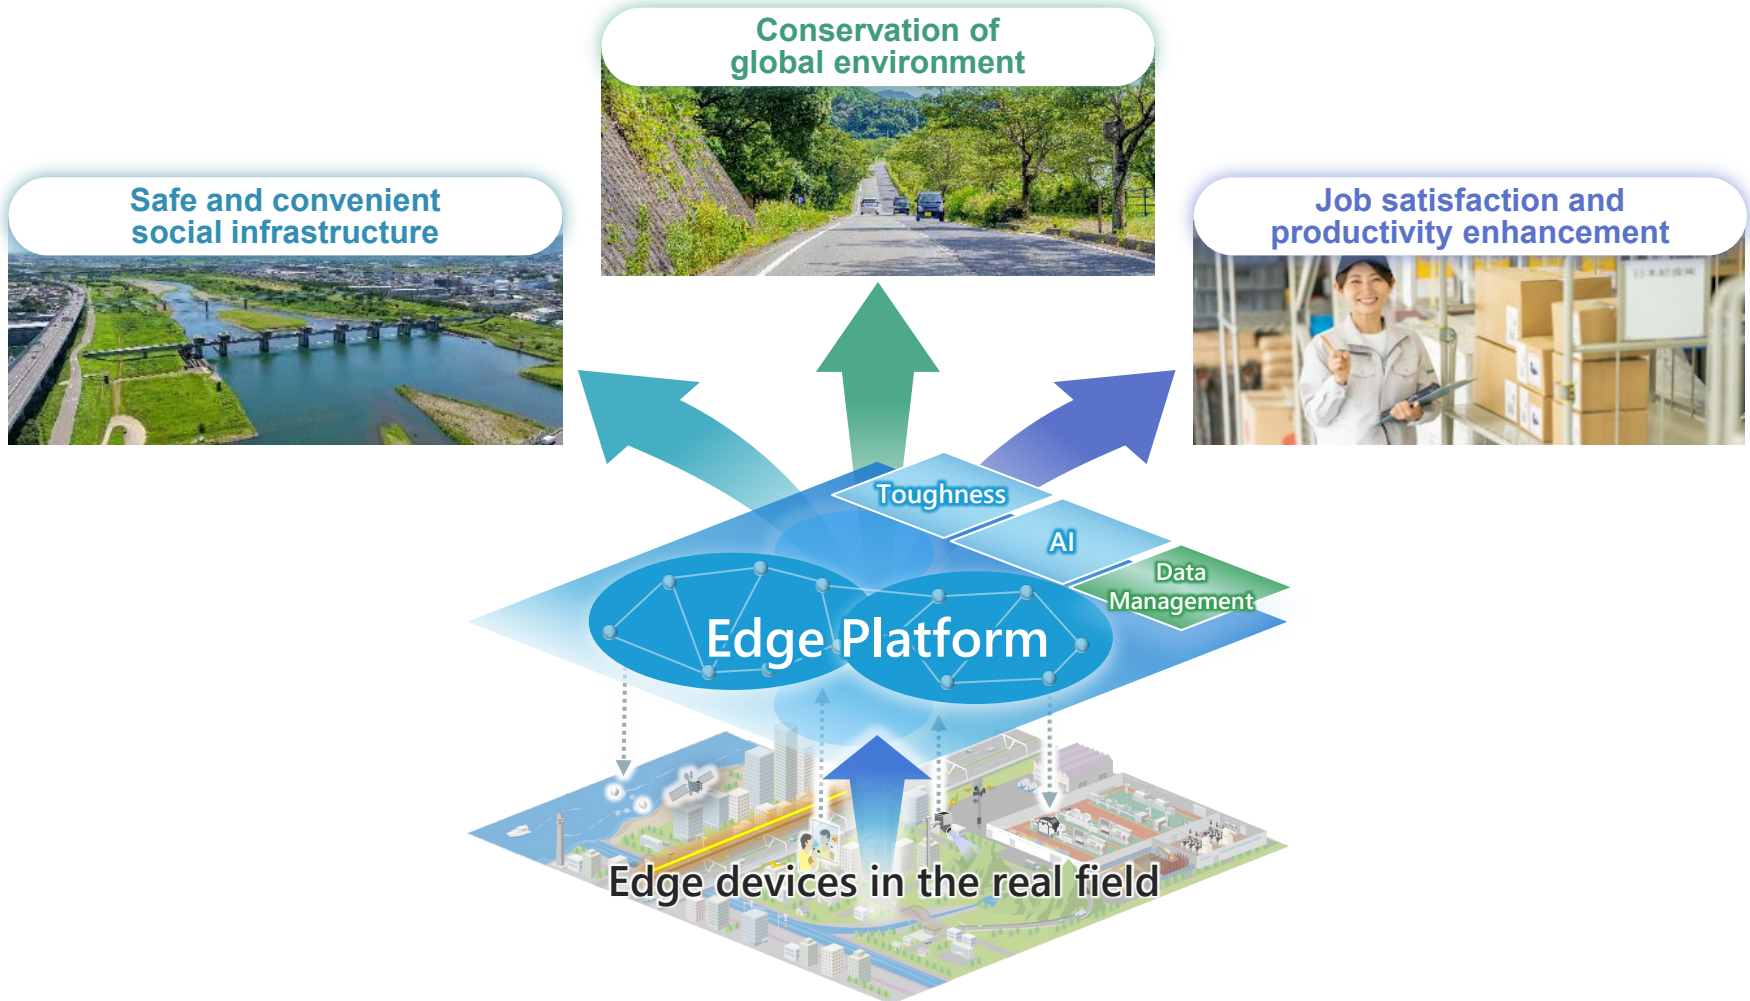 Conservation of
global environment
Safe and convenient
social infrastructure
Job satisfaction and
productivity enhancement
Toughness
AI
Data
Management
Edge Platform
Edge devices in the real field